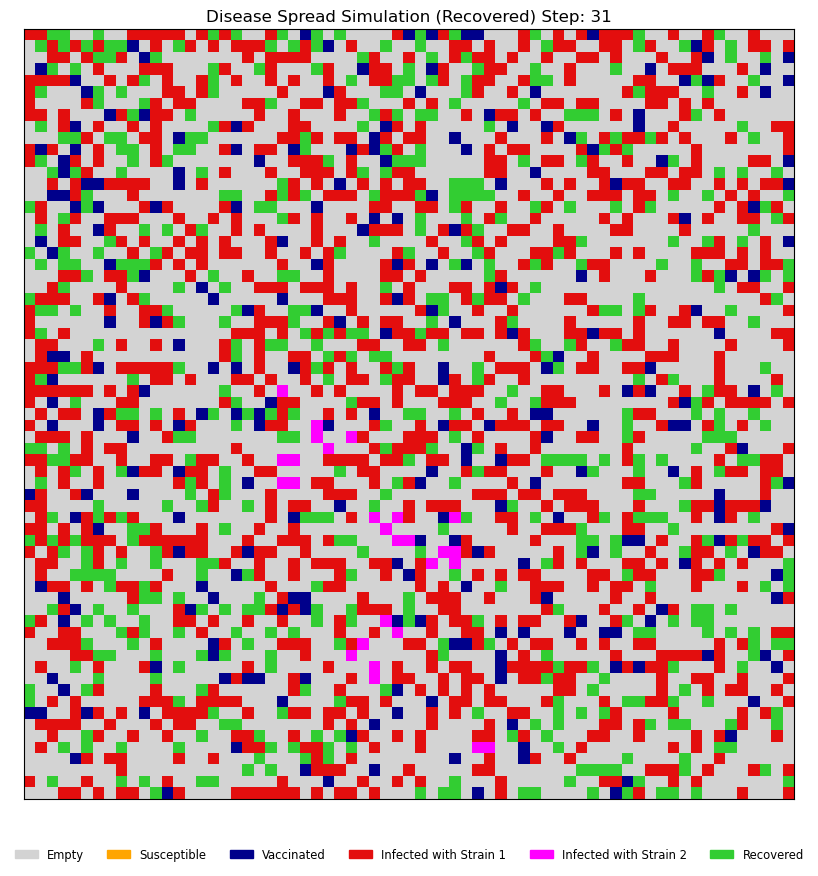 Disease Spread Simulation (Recovered) Step: 31
Empty
Susceptible
Vaccinated
Infected with Strain 1
Infected with Strain 2
Recovered